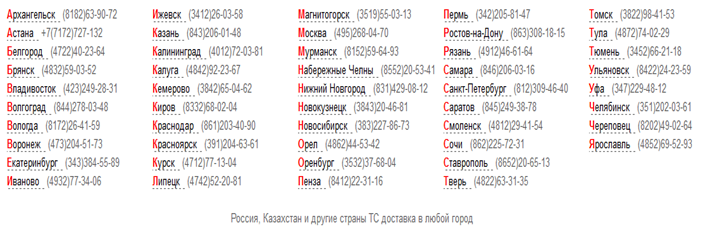 Архангельск (8182)63-90-72
Астана +7(7172)727-132
Белгород (4722)40-23-64
Брянск (4832)59-03-52
Владивосток (423)249-28-31
Волгоград (844)278-03-48
Вологда (8172)26-41-59
Воронеж (473)204-51-73
Екатеринбург (343)384-55-89
Иваново (4932)77-34-06
Ижевск (3412)26-03-58
Казань (843)206-01-48
Калининград (4012)72-03-81
Калуга (4842)92-23-67
Кемерово (3842)65-04-62
Киров (8332)68-02-04
Краснодар (861)203-40-90
Красноярск (391)204-63-61
Курск (4712)77-13-04
Липецк (4742)52-20-81
Магнитогорск (3519)55-03-13
Москва (495)268-04-70
Мурманск (8152)59-64-93
Набережные Челны (8552)20-53-41
Нижний Новгород (831)429-08-12
Новокузнецк (3843)20-46-81
Новосибирск (383)227-86-73
Орел (4862)44-53-42
Оренбург (3532)37-68-04
Пенза (8412)22-31-16
Пермь (342)205-81-47
Ростов-на-Дону (863)308-18-15
Рязань (4912)46-61-64
Самара (846)206-03-16
Санкт-Петербург (812)309-46-40
Саратов (845)249-38-78
Смоленск (4812)29-41-54
Сочи (862)225-72-31
Ставрополь (8652)20-65-13
Тверь (4822)63-31-35
Томск (3822)98-41-53
Тула (4872)74-02-29
Тюмень (3452)66-21-18
Ульяновск (8422)24-23-59
Уфа (347)229-48-12
Челябинск (351)202-03-61
Череповец (8202)49-02-64
Ярославль (4852)69-52-93
Россия, Казахстан и другие страны ТС доставка в любой город